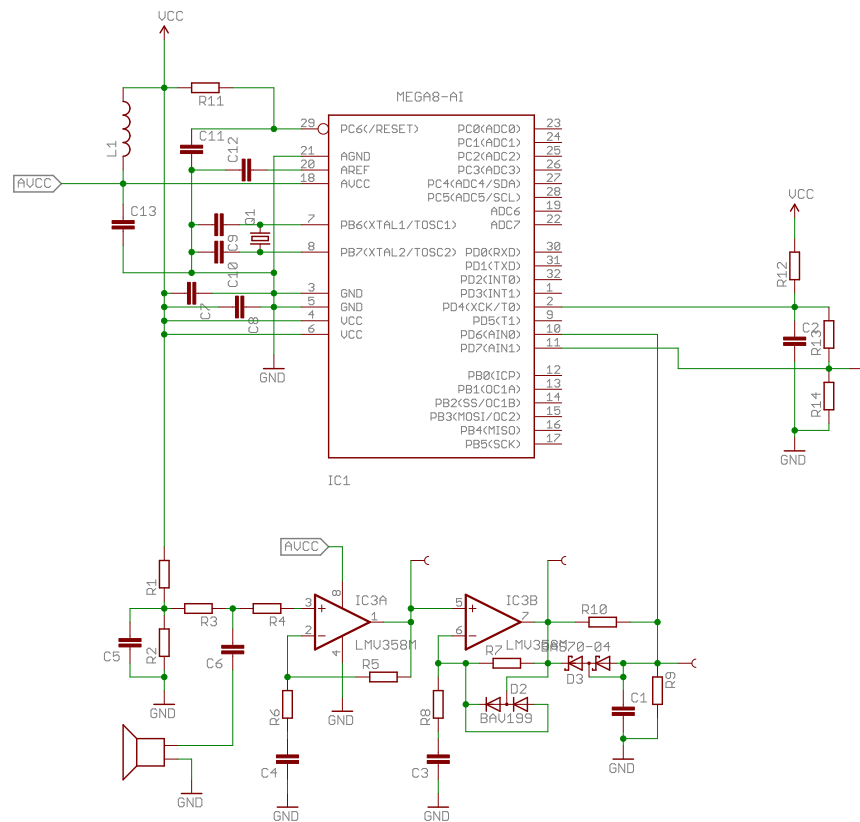 VCC
MEGA8-AI
R11
L1
C11
C12
29 PC6(/RESET) PC0(ADC0) 23
PC1(ADC1) 24
21 AGND PC2(ADC2) 25
20 AREF PC3(ADC3) 26
18 AVCC PC4(ADC4/SDA) 27
AVCC
PC5(ADC5/SCL) 28
ADC6 19
7 PB6(XTAL1/TOSC1) ADC7 22
VCC
C13
C9
Q1
8 PB7(XTAL2/TOSC2) PD0(RXD) 30
PD1(TXD) 31
PD2(INT0) 32
C10
R12
3 GND PD3(INT1) 1
5 GND PD4(XCK/T0) 2
4 VCC PD5(T1) 9
6 VCC PD6(AIN0) 10
PD7(AIN1) 11
C7
C8
C2
R13
GND
PB0(ICP) 12
PB1(OC1A) 13
PB2(SS/OC1B) 14
PB3(MOSI/OC2) 15
PB4(MISO) 16
PB5(SCK) 17
R14
GND
IC1
AVCC
R1
8
3 + IC3A 1
2 −
LMV358M
4
5 + IC3B 7
6 −
LMV358M
R10
BAS70-04
R3
R4
C5
R2
C6
R5
R7
D3
R9
GND
R6
GND
R8
D2
BAV199
C1
C4
C3
GND
GND
GND
GND